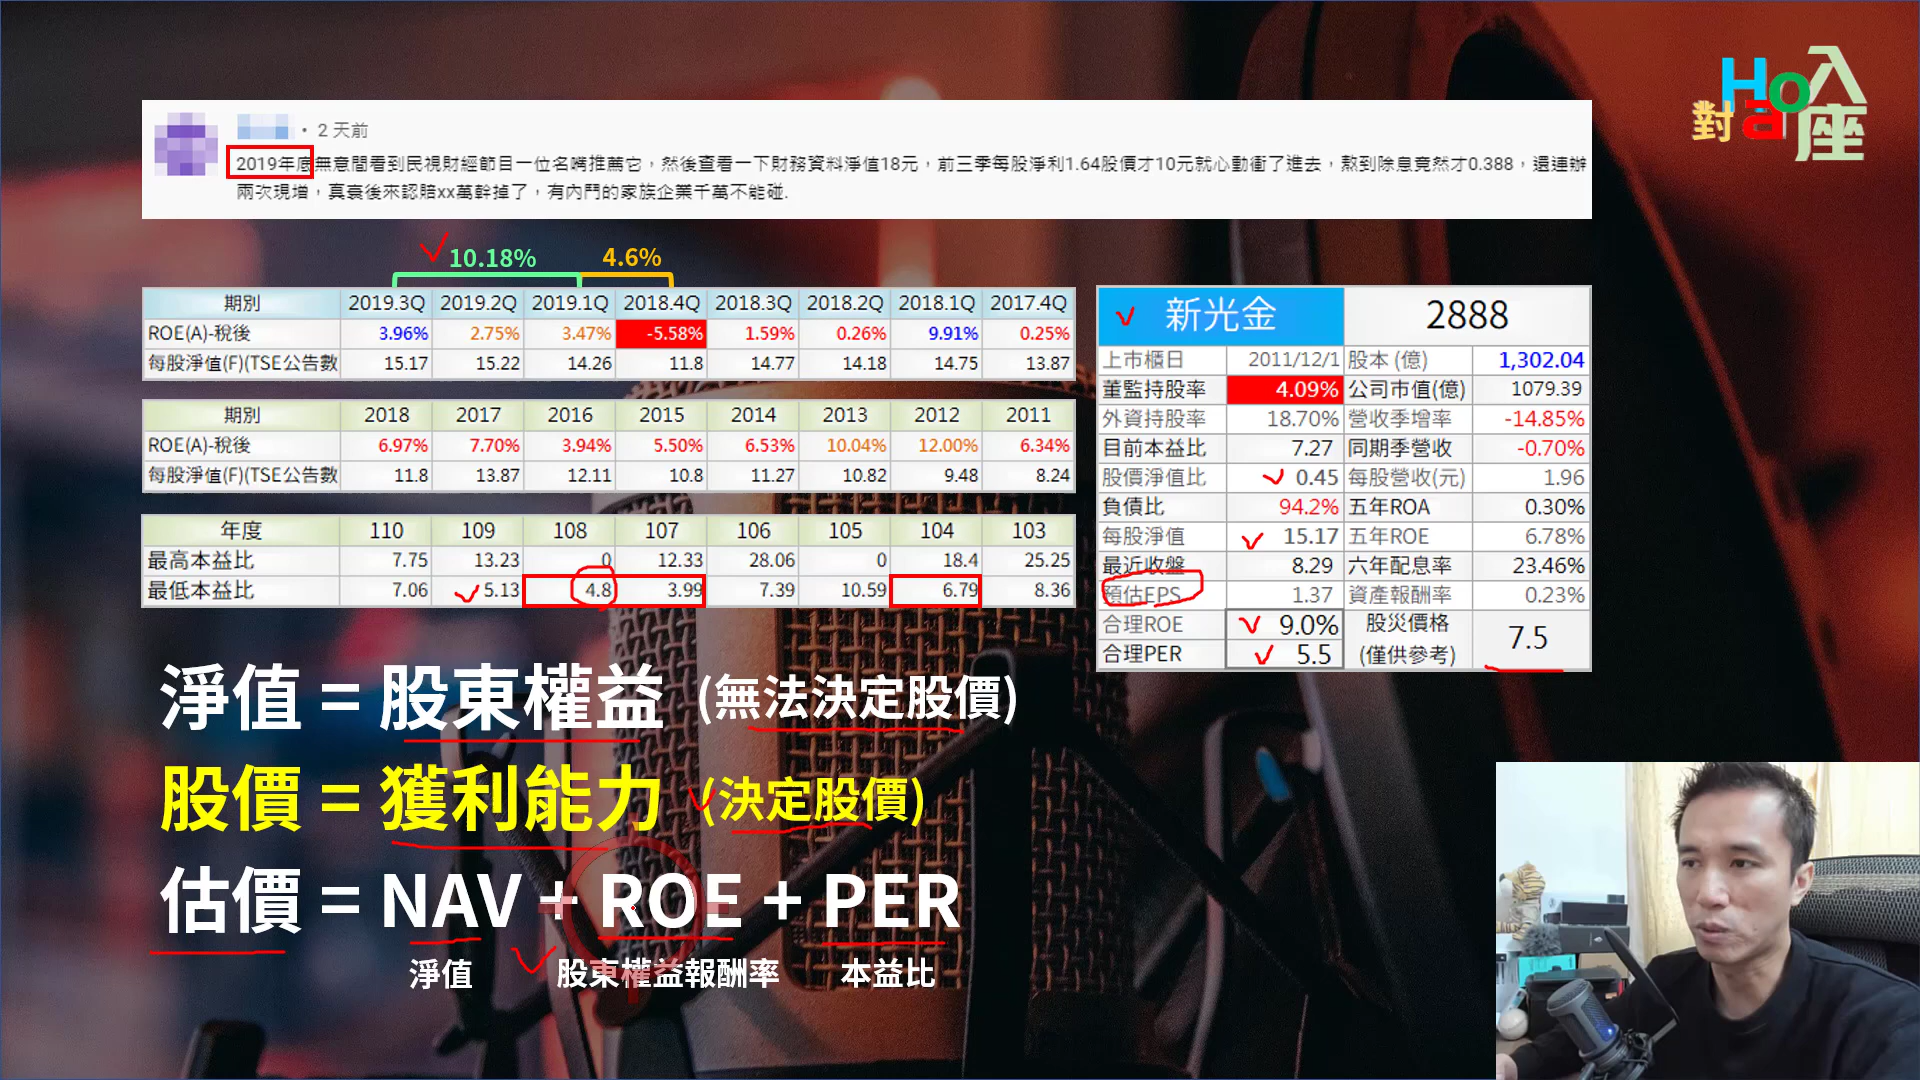 對 Hao a 入座
• 2 天前
2019年底無意間看到民視財經節目一位名嘴推薦它，然後查看一下財務資料淨值18元，前三季每股淨利1.64股價才10元就心動衝了進去，熬到除息竟然才0.388，還連辦
兩次現增，真衰後來認賠xx萬幹掉了，有內鬥的家族企業千萬不能碰.
10.18% 4.6%
期別 2019.3Q 2019.2Q 2019.1Q 2018.4Q 2018.3Q 2018.2Q 2018.1Q 2017.4Q
ROE(A)-稅後 3.96% 2.75% 3.47% -5.58% 1.59% 0.26% 9.91% 0.25%
每股淨值(F)(TSE公告數 15.17 15.22 14.26 11.8 14.77 14.18 14.75 13.87
期別 2018 2017 2016 2015 2014 2013 2012 2011
ROE(A)-稅後 6.97% 7.70% 3.94% 5.50% 6.53% 10.04% 12.00% 6.34%
每股淨值(F)(TSE公告數 11.8 13.87 12.11 10.8 11.27 10.82 9.48 8.24
年度 110 109 108 107 106 105 104 103
最高本益比 7.75 13.23 0 12.33 28.06 0 18.4 25.25
最低本益比 7.06 5.13 4.8 3.99 7.39 10.59 6.79 8.36
新光金 2888
上市櫃日 2011/12/1 股本 (億) 1,302.04
董監持股率 4.09% 公司市值(億) 1079.39
外資持股率 18.70% 營收季增率 -14.85%
目前本益比 7.27 同期季營收 -0.70%
股價淨值比 0.45 每股營收(元) 1.96
負債比 94.2% 五年ROA 0.30%
每股淨值 15.17 五年ROE 6.78%
最近收盤 8.29 六年配息率 23.46%
預估EPS 1.37 資產報酬率 0.23%
合理ROE 9.0% 股災價格 7.5
合理PER 5.5 (僅供參考)
淨值 = 股東權益 (無法決定股價)
股價 = 獲利能力 (決定股價)
估價 = NAV + ROE + PER
淨值 股東權益報酬率 本益比